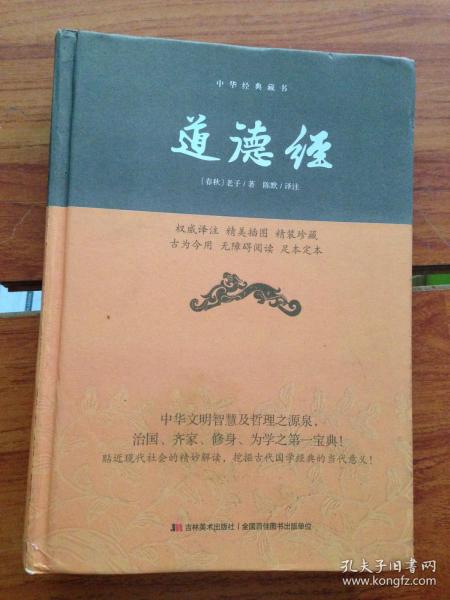 中华经典藏书
道德经
〔春秋〕老子/著 陈默/译注
权威译注 精美插图 精装珍藏
古为今用 无障碍阅读 足本定本
中华文明智慧及哲理之源泉，
治国、齐家、修身、为学之第一宝典！
贴近现代社会的精妙解读，挖掘古代国学经典的当代意义！
吉林美术出版社 | 全国百佳图书出版单位
孔夫子旧书网
www.kongfz.com